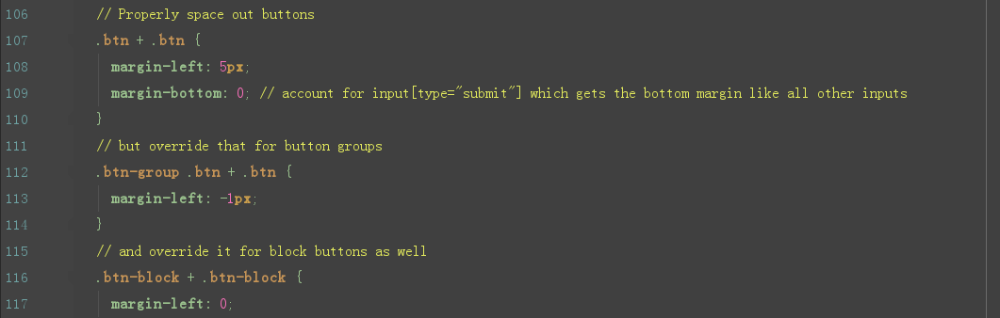 106 // Properly space out buttons
107 .btn + .btn {
108 margin-left: 5px;
109 margin-bottom: 0; // account for input[type="submit"] which gets the bottom margin like all other inputs
110 }
111 // but override that for button groups
112 .btn-group .btn + .btn {
113 margin-left: -1px;
114 }
115 // and override it for block buttons as well
116 .btn-block + .btn-block {
117 margin-left: 0;